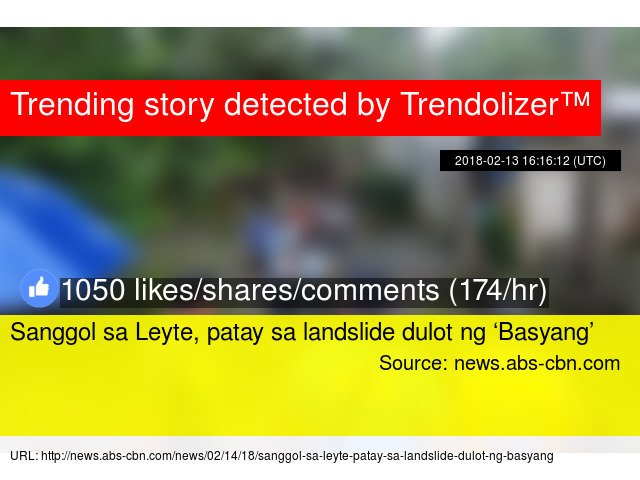 Trending story detected by Trendolizer™
2018-02-13 16:16:12 (UTC)
1050 likes/shares/comments (174/hr)
Sanggol sa Leyte, patay sa landslide dulot ng ‘Basyang’
Source: news.abs-cbn.com
URL: http://news.abs-cbn.com/news/02/14/18/sanggol-sa-leyte-patay-sa-landslide-dulot-ng-basyang